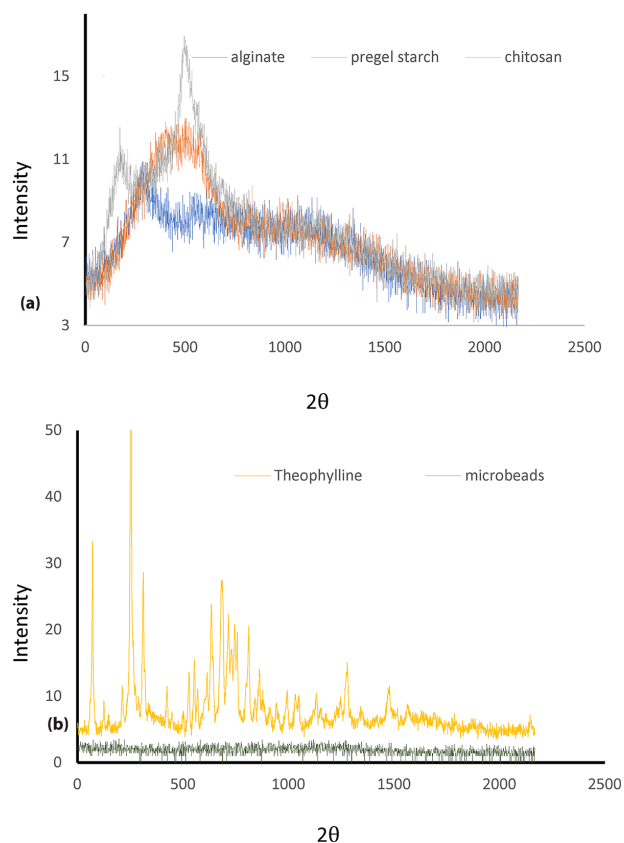 alginate pregel starch chitosan
15
11
7
3
Intensity
(a)
0 500 1000 1500 2000 2500
2θ
50
40
30
20
10
0
Theophylline microbeads
Intensity
(b)
0 500 1000 1500 2000 2500
2θ